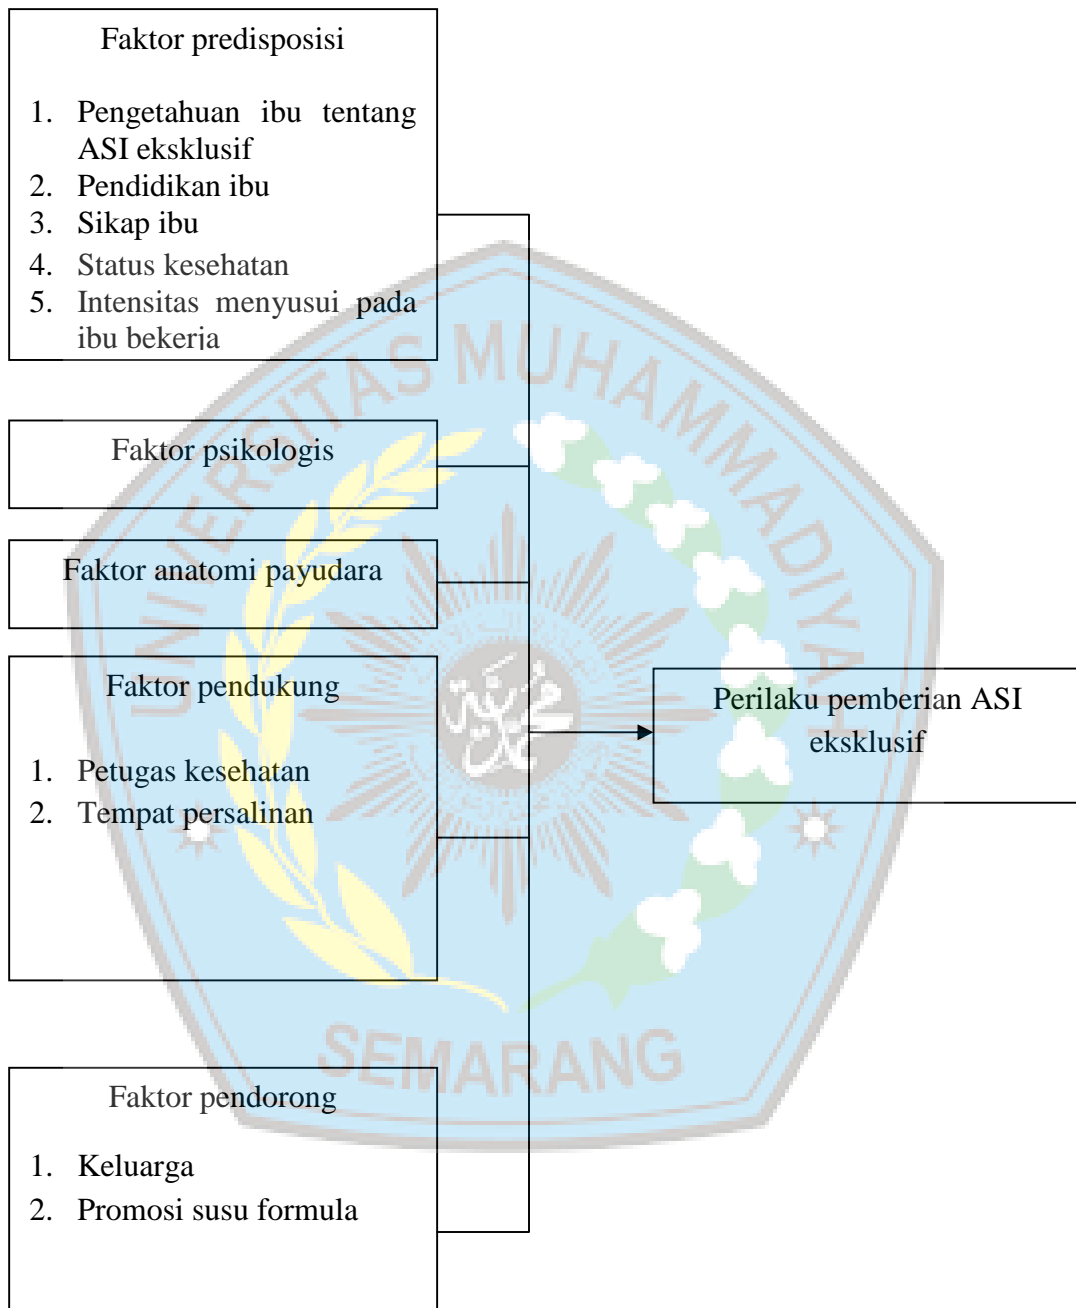 Faktor predisposisi
1. Pengetahuan ibu tentang
ASI eksklusif
2. Pendidikan ibu
3. Sikap ibu
4. Status kesehatan
5. Intensitas menyusui pada
ibu bekerja
Faktor psikologis
Faktor anatomi payudara
Faktor pendukung
1. Petugas kesehatan
2. Tempat persalinan
Perilaku pemberian ASI
eksklusif
Faktor pendorong
1. Keluarga
2. Promosi susu formula
UNIVERSITAS MUHAMMADIYAH
SEMARANG